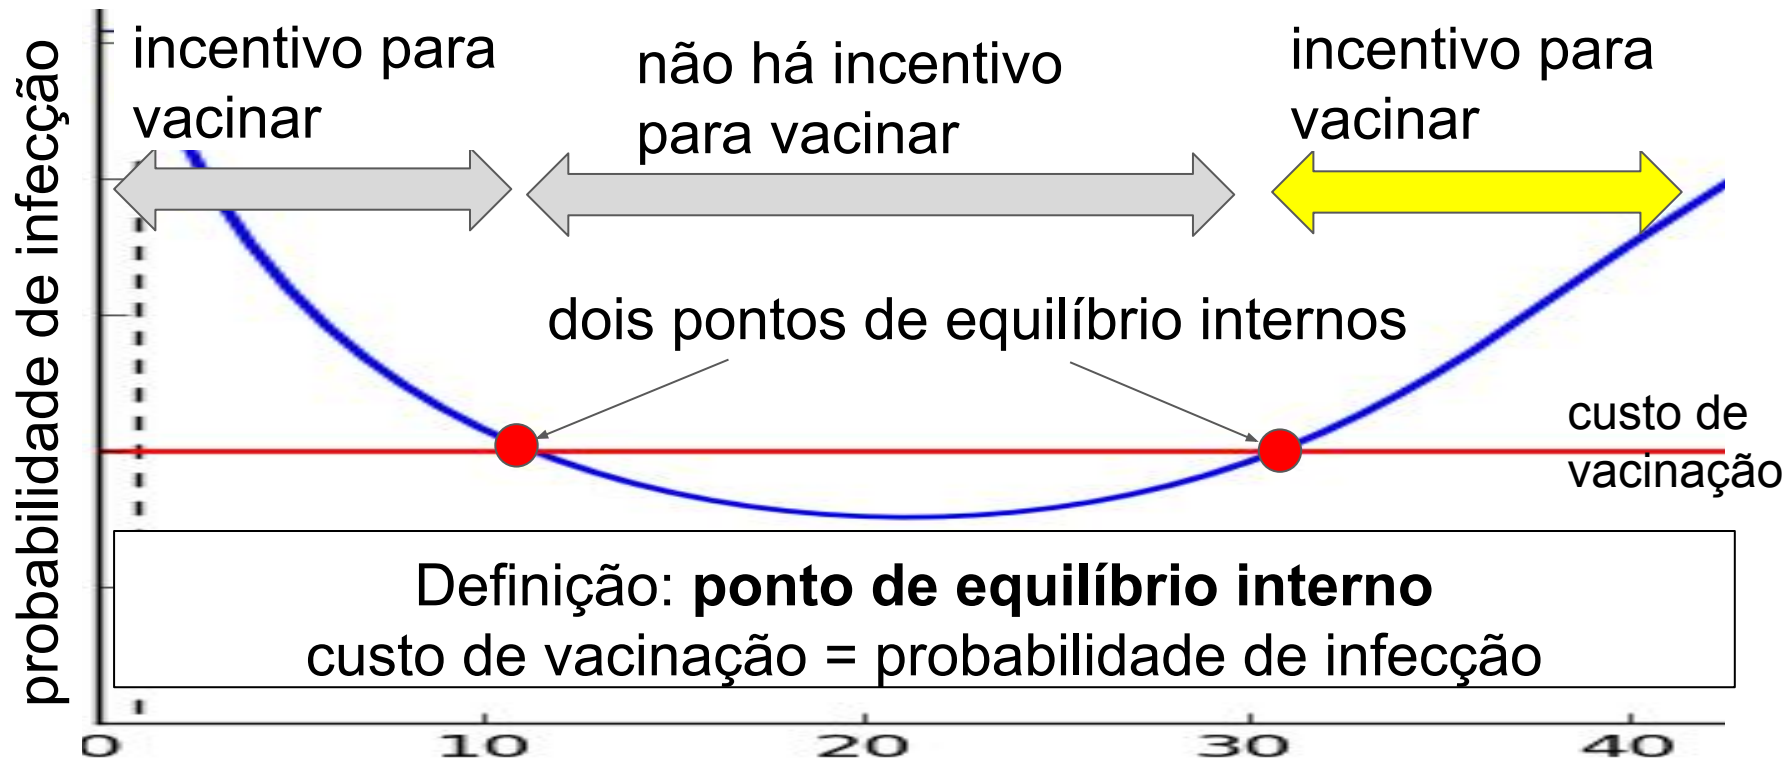 probabilidade de infecção
incentivo para
vacinar
não há incentivo
para vacinar
incentivo para
vacinar
dois pontos de equilíbrio internos
custo de
vacinação
Definição: ponto de equilíbrio interno
custo de vacinação = probabilidade de infecção
0 10 20 30 40